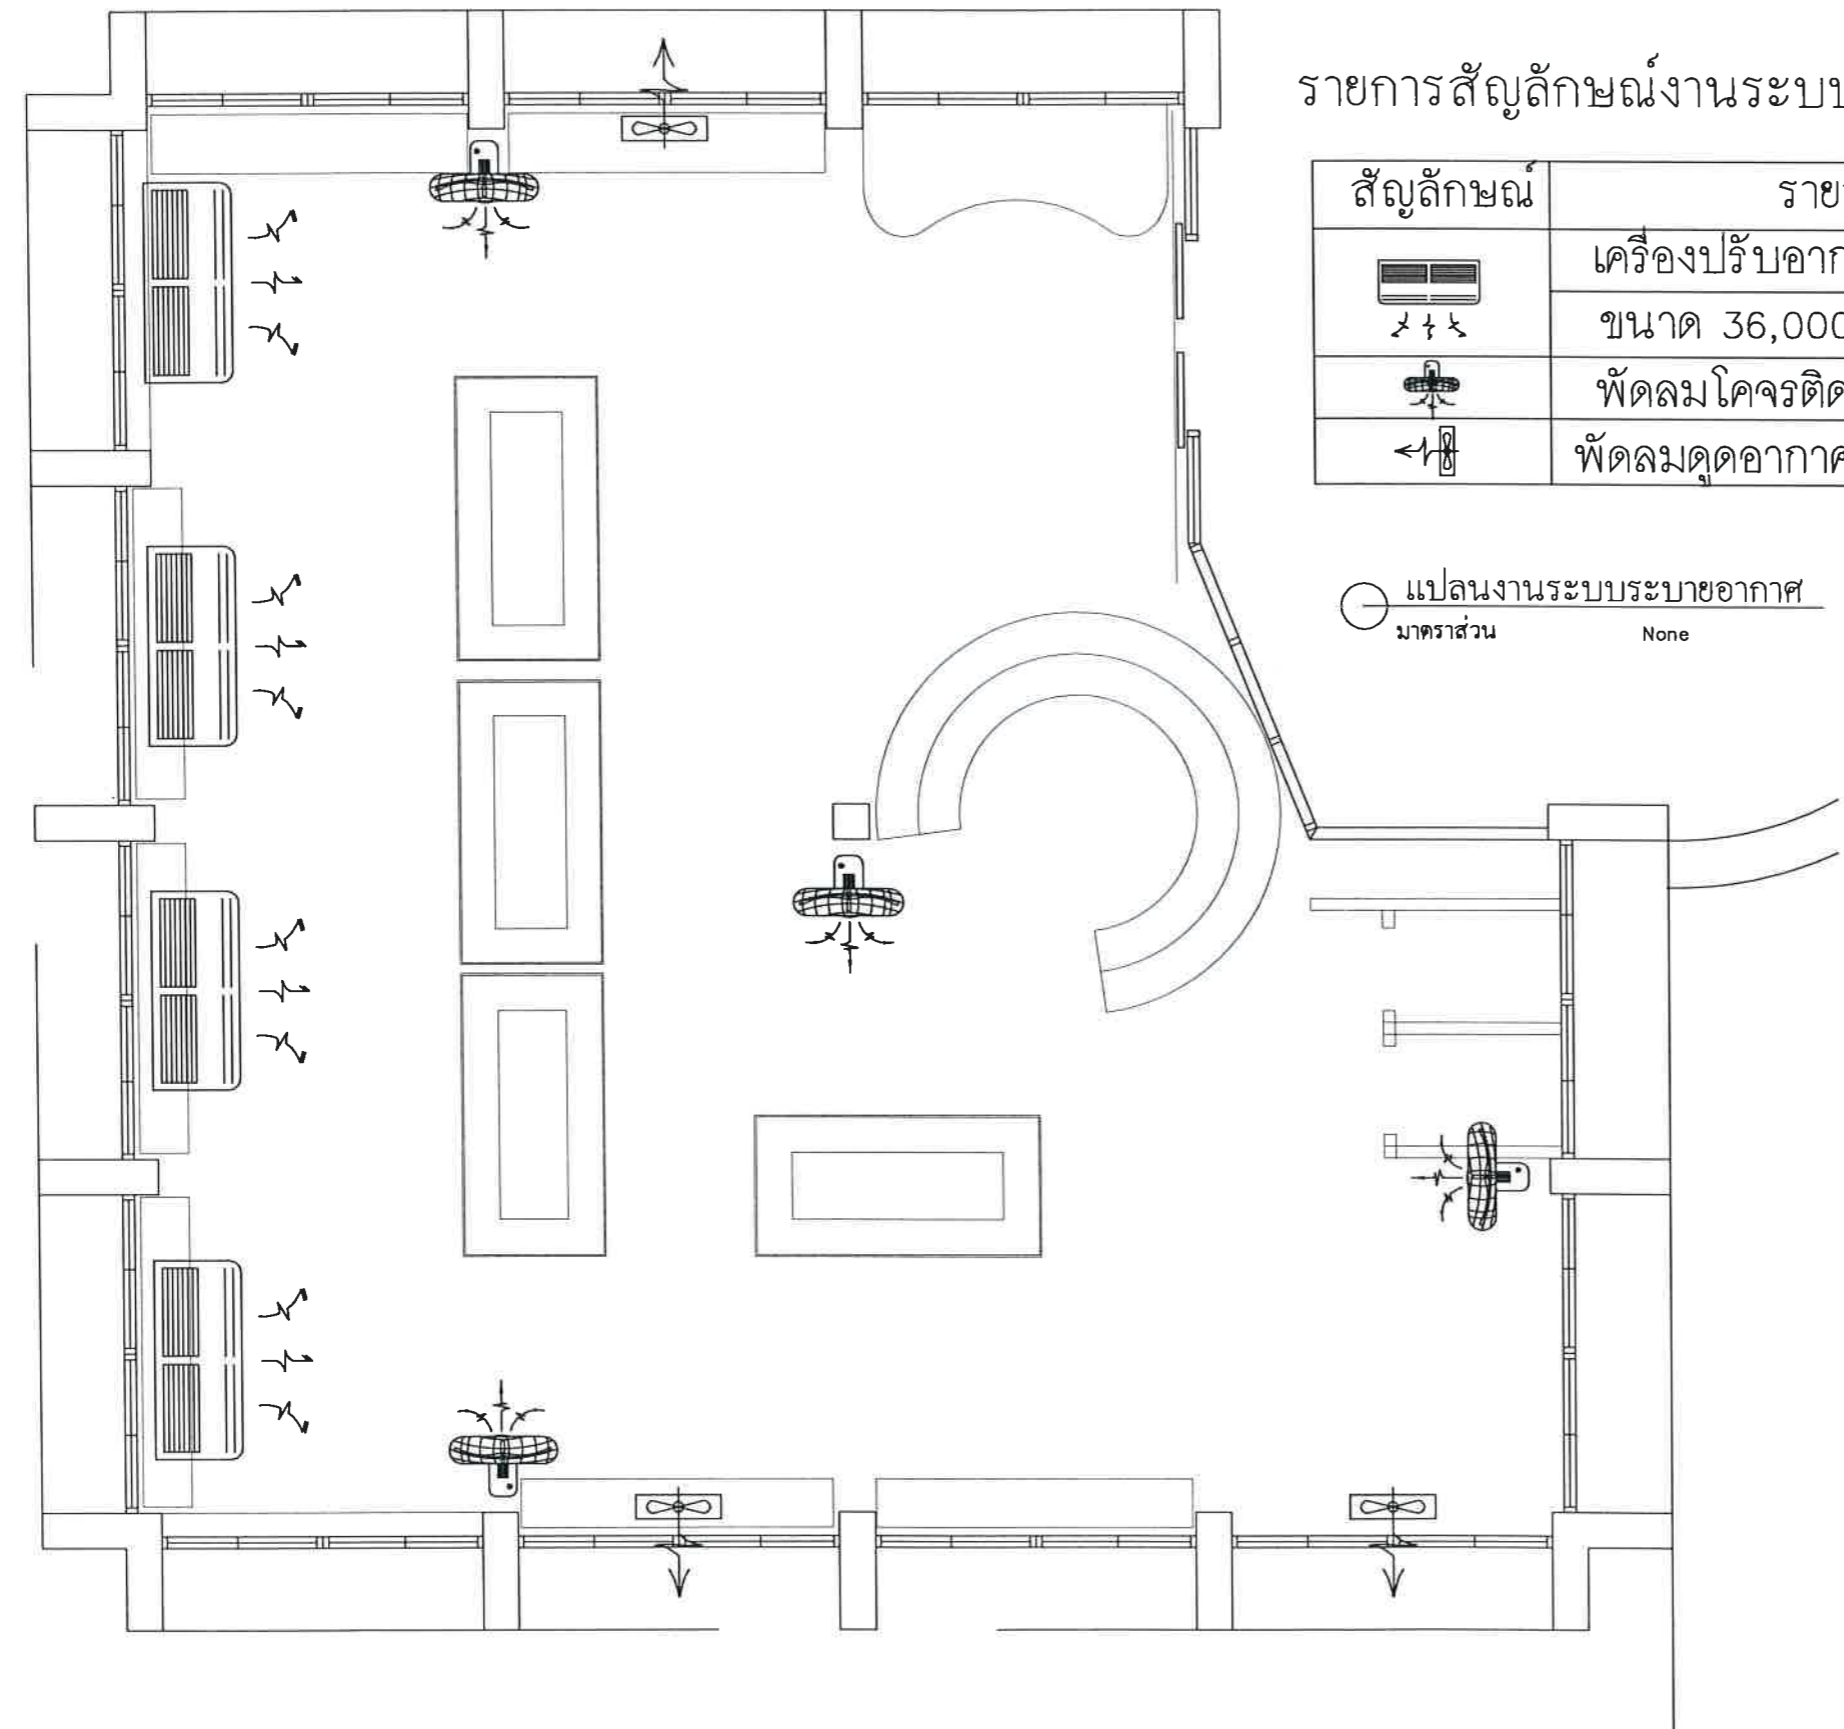 รายการสัญลักษณ์งานระบบ
สัญลักษณ์ ราย
เครื่องปรับอาก
ขนาด 36,000
พัดลมโคจรติด
พัดลมดูดอากาศ
แปลนงานระบบระบายอากาศ
มาตราส่วน None